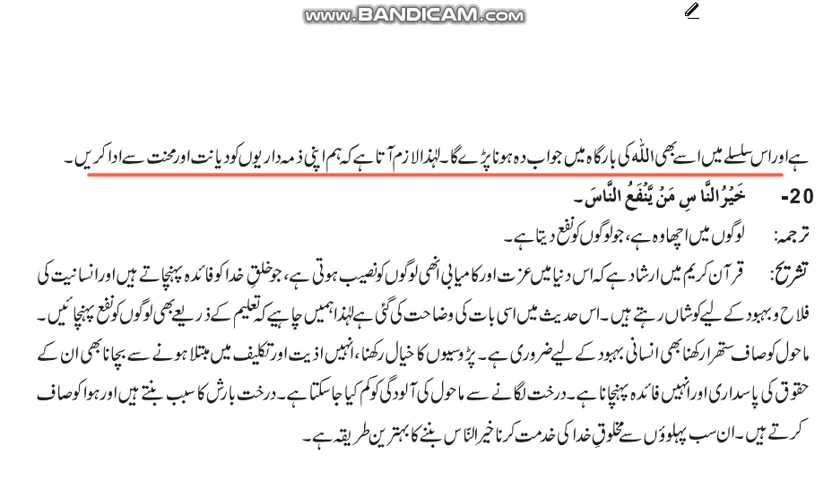 www.BANDICAM.com
ہے اور اس سلسلے میں اسے بھی اللہ کی بارگاہ میں جواب دہ ہونا پڑے گا۔ لہٰذا لازم آتا ہے کہ ہم اپنی ذمہ داریوں کو دیانت اور محنت سے ادا کریں۔
20- خَيْرُ النَّاسِ مَنْ يَّنْفَعُ النَّاسَ۔
ترجمہ: لوگوں میں اچھا وہ ہے، جو لوگوں کو نفع دیتا ہے۔
تشریح: قرآن کریم میں ارشاد ہے کہ اس دنیا میں عزت اور کامیابی انھی لوگوں کو نصیب ہوتی ہے، جو خلقِ خدا کو فائدہ پہنچاتے ہیں اور انسانیت کی
فلاح و بہبود کے لیے کوشاں رہتے ہیں۔ اس حدیث میں اسی بات کی وضاحت کی گئی ہے لہٰذا ہمیں چاہیے کہ تعلیم کے ذریعے بھی لوگوں کو نفع پہنچائیں۔
ماحول کو صاف ستھرا رکھنا بھی انسانی بہبود کے لیے ضروری ہے۔ پڑوسیوں کا خیال رکھنا، انہیں اذیت اور تکلیف میں مبتلا ہونے سے بچانا بھی ان کے
حقوق کی پاسداری اور انہیں فائدہ پہنچانا ہے۔ درخت لگانے سے ماحول کی آلودگی کو کم کیا جا سکتا ہے۔ درخت بارش کا سبب بنتے ہیں اور ہوا کو صاف
کرتے ہیں۔ ان سب پہلوؤں سے مخلوقِ خدا کی خدمت کرنا خیر النّاس بننے کا بہترین طریقہ ہے۔